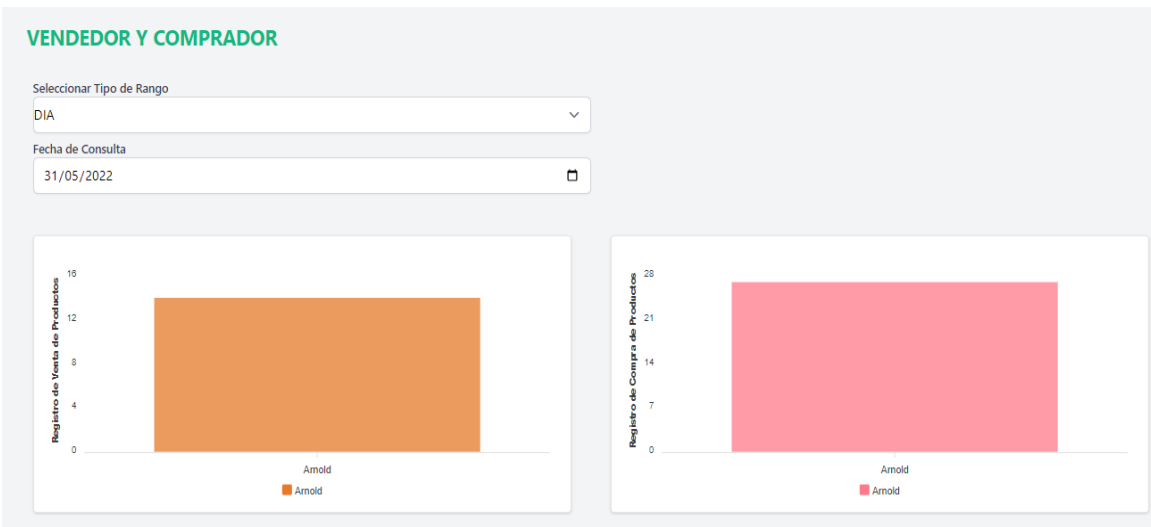 VENDEDOR Y COMPRADOR
Seleccionar Tipo de Rango
DIA
Fecha de Consulta
31/05/2022
Registro de Venta de Productos
16
12
8
4
0
Arnold
Arnold
Registro de Compra de Productos
28
21
14
7
0
Arnold
Arnold